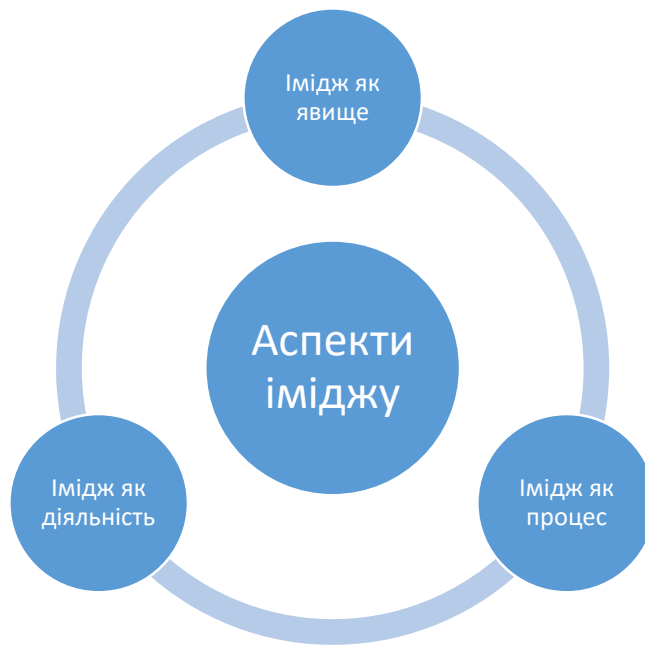 Імідж як
явище
Аспекти
іміджу
Імідж як
діяльність
Імідж як
процес